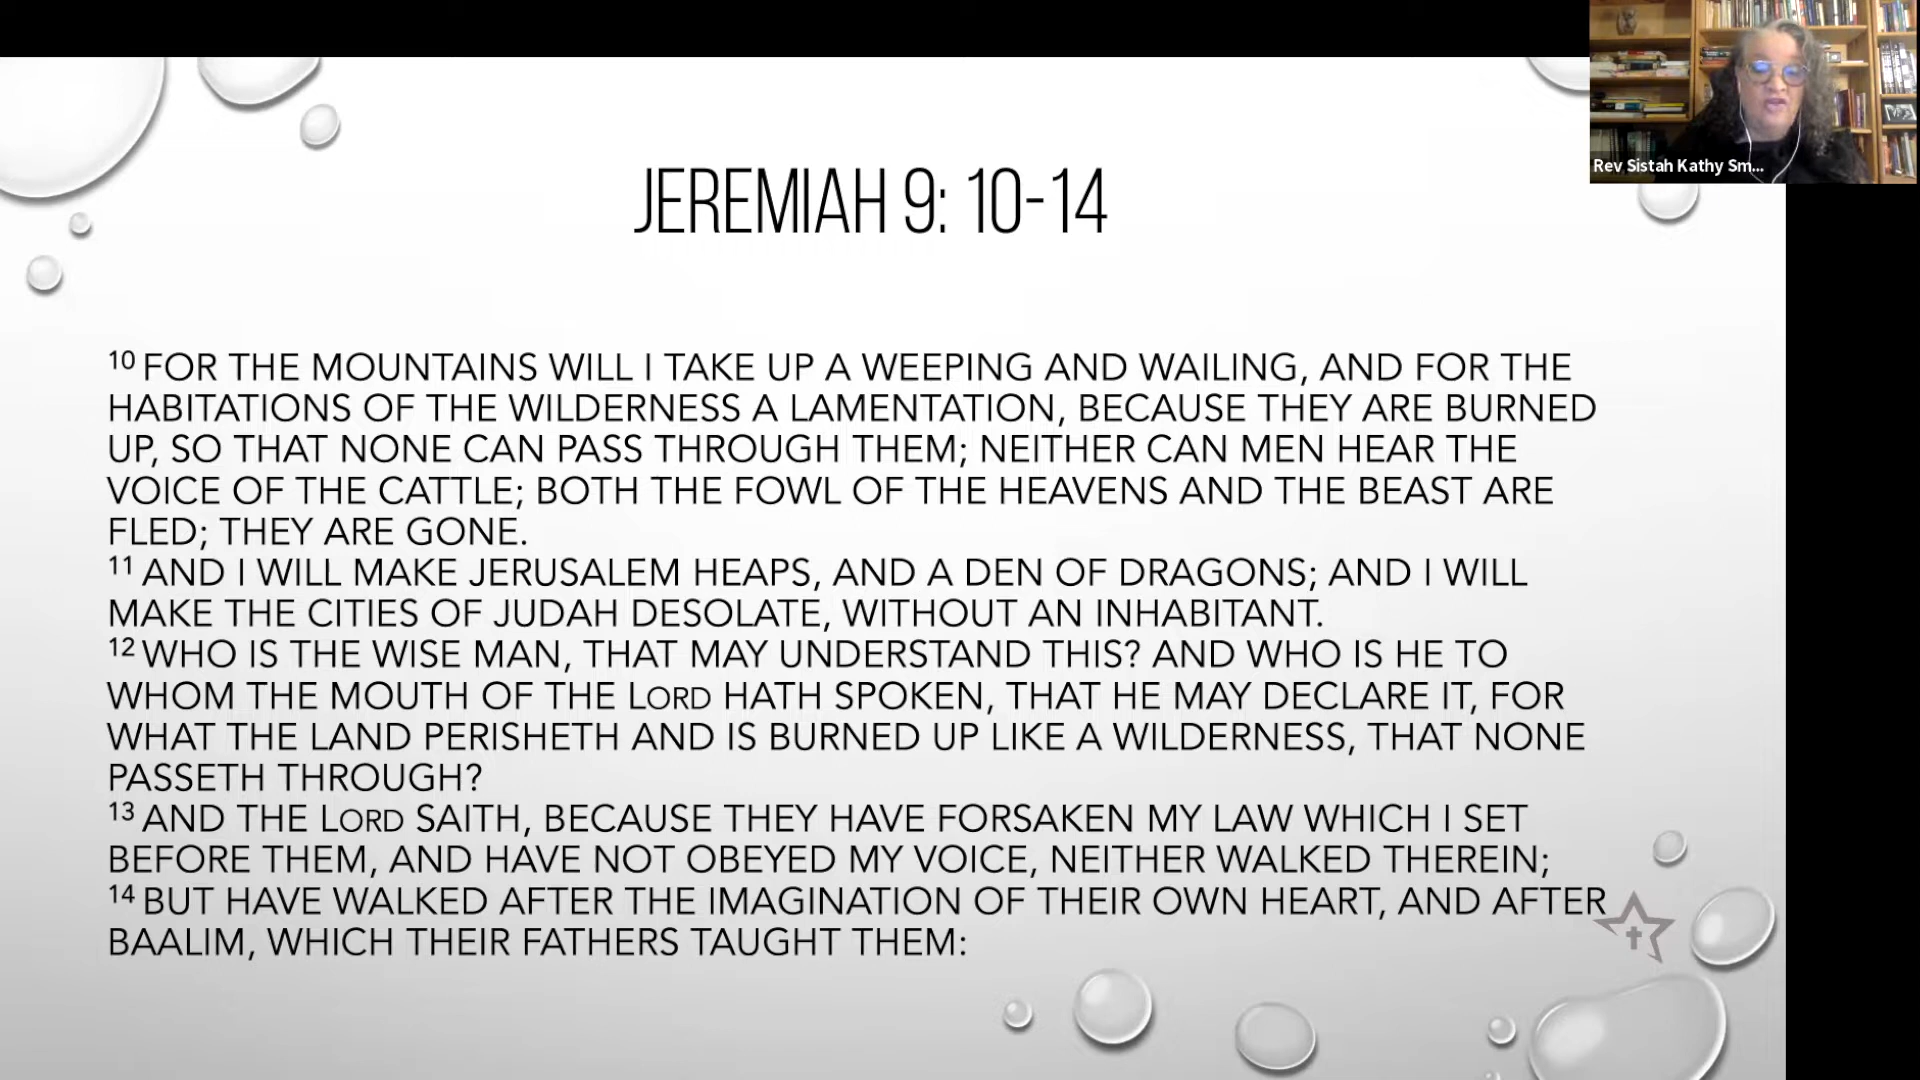 Rev Sistah Kathy Sm...
JEREMIAH 9: 10-14
10 FOR THE MOUNTAINS WILL I TAKE UP A WEEPING AND WAILING, AND FOR THE
HABITATIONS OF THE WILDERNESS A LAMENTATION, BECAUSE THEY ARE BURNED
UP, SO THAT NONE CAN PASS THROUGH THEM; NEITHER CAN MEN HEAR THE
VOICE OF THE CATTLE; BOTH THE FOWL OF THE HEAVENS AND THE BEAST ARE
FLED; THEY ARE GONE.
11 AND I WILL MAKE JERUSALEM HEAPS, AND A DEN OF DRAGONS; AND I WILL
MAKE THE CITIES OF JUDAH DESOLATE, WITHOUT AN INHABITANT.
12 WHO IS THE WISE MAN, THAT MAY UNDERSTAND THIS? AND WHO IS HE TO
WHOM THE MOUTH OF THE LORD HATH SPOKEN, THAT HE MAY DECLARE IT, FOR
WHAT THE LAND PERISHETH AND IS BURNED UP LIKE A WILDERNESS, THAT NONE
PASSETH THROUGH?
13 AND THE LORD SAITH, BECAUSE THEY HAVE FORSAKEN MY LAW WHICH I SET
BEFORE THEM, AND HAVE NOT OBEYED MY VOICE, NEITHER WALKED THEREIN;
14 BUT HAVE WALKED AFTER THE IMAGINATION OF THEIR OWN HEART, AND AFTER
BAALIM, WHICH THEIR FATHERS TAUGHT THEM: